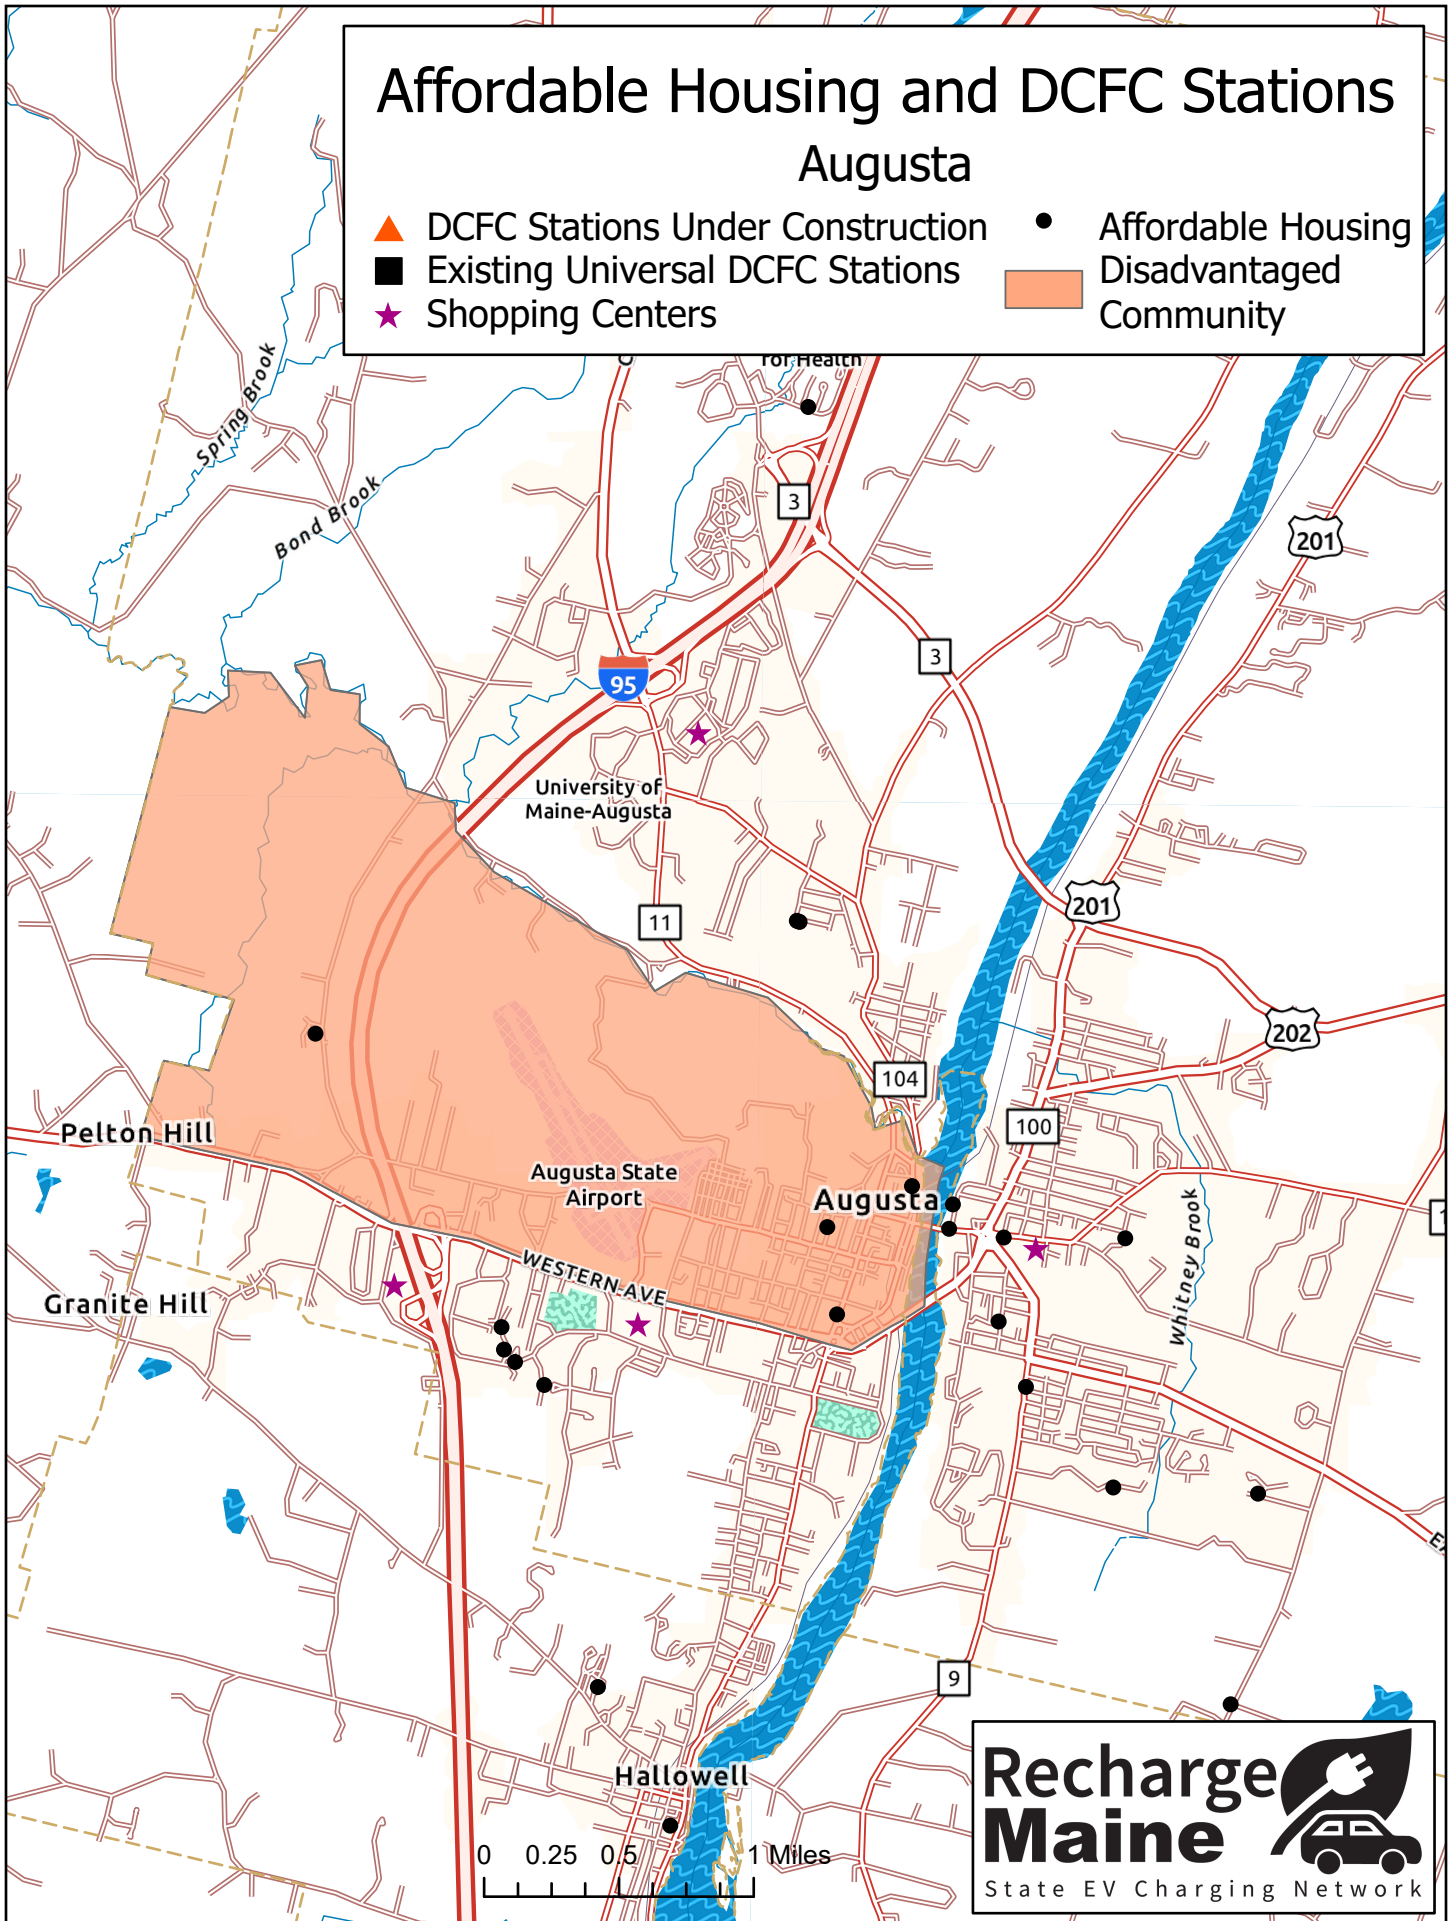 Affordable Housing and DCFC Stations
Augusta
DCFC Stations Under Construction
Affordable Housing
Existing Universal DCFC Stations
Disadvantaged
Community
Shopping Centers
for Health
Spring Brook
Bond Brook
3
201
3
95
University of
Maine-Augusta
201
11
202
104
100
Pelton Hill
Augusta State
Airport
Augusta
Whitney Brook
WESTERN AVE
Granite Hill
9
Hallowell
0 0.25 0.5 1 Miles
Recharge
Maine
State EV Charging Network